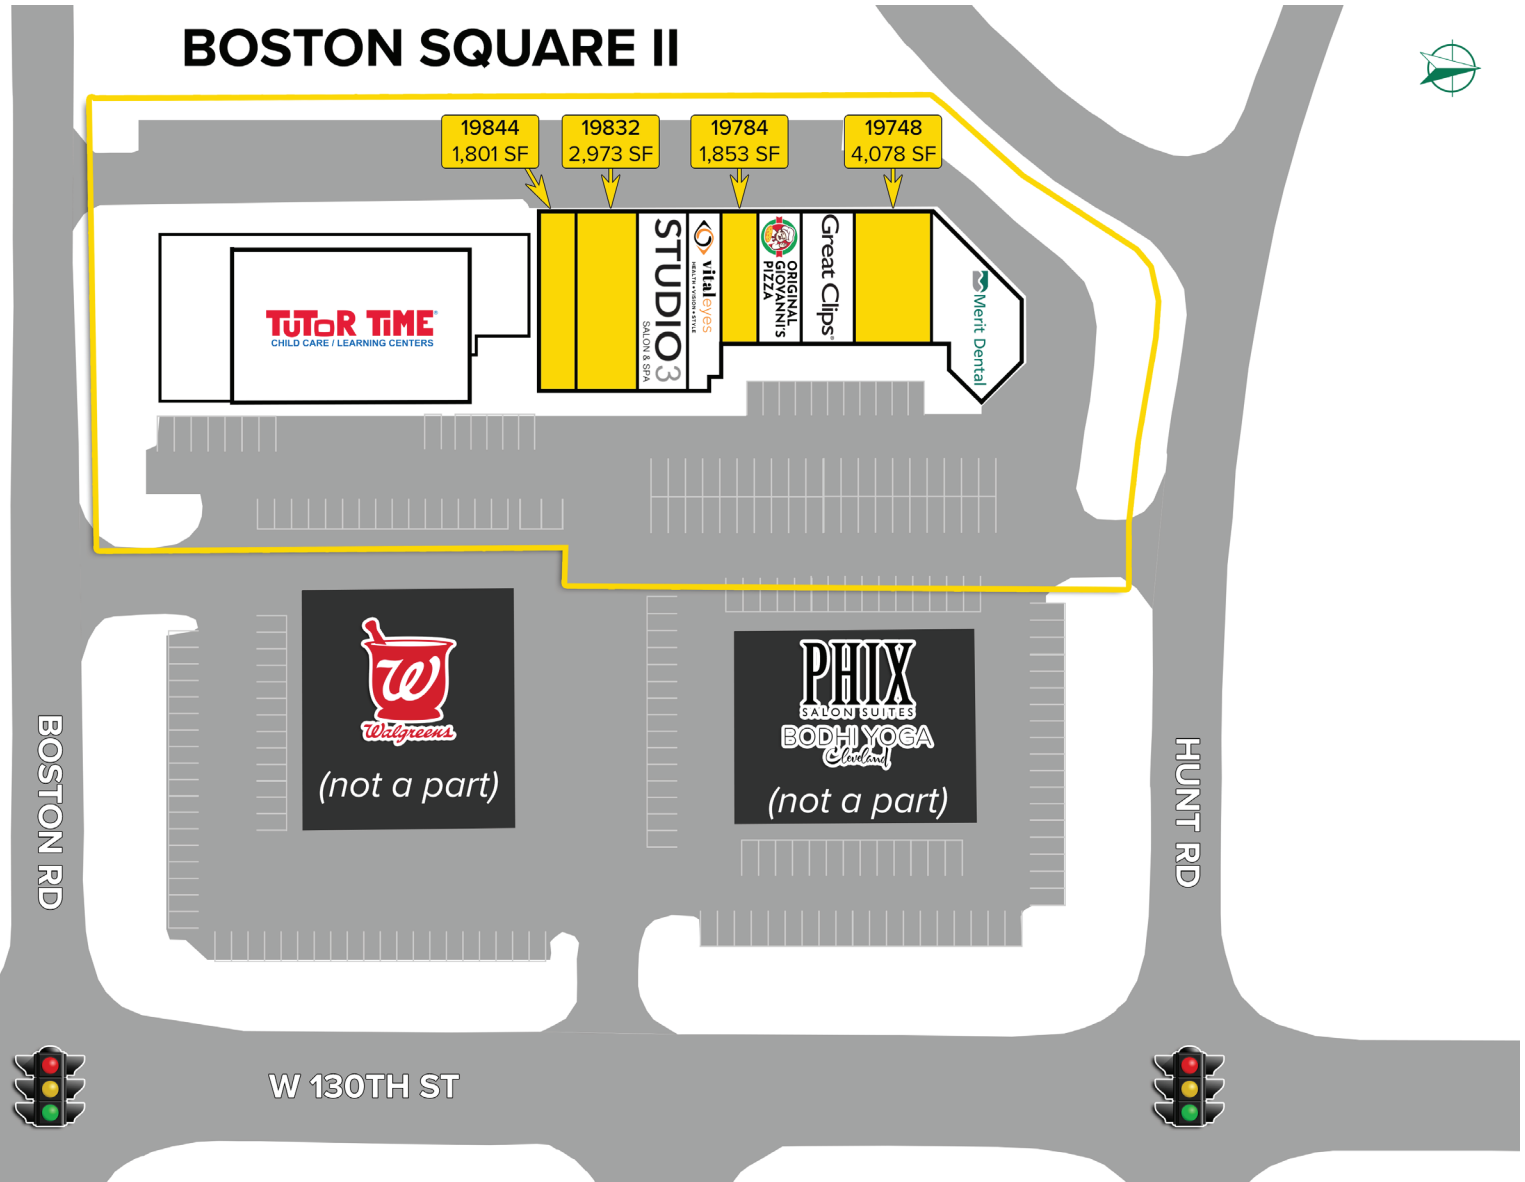 BOSTON SQUARE II
19844
1,801 SF
19832
2,973 SF
19784
1,853 SF
19748
4,078 SF
TUTOR TIME®
CHILD CARE / LEARNING CENTERS
STUDIO3
SALON & SPA
vitaleyes
HEALTH • VISION • STYLE
ORIGINAL
GIOVANNI'S
PIZZA
Great Clips®
Merit Dental
W
Walgreens
(not a part)
PHIX
SALON SUITES
BODHI YOGA
Cleveland
(not a part)
BOSTON RD
HUNT RD
W 130TH ST